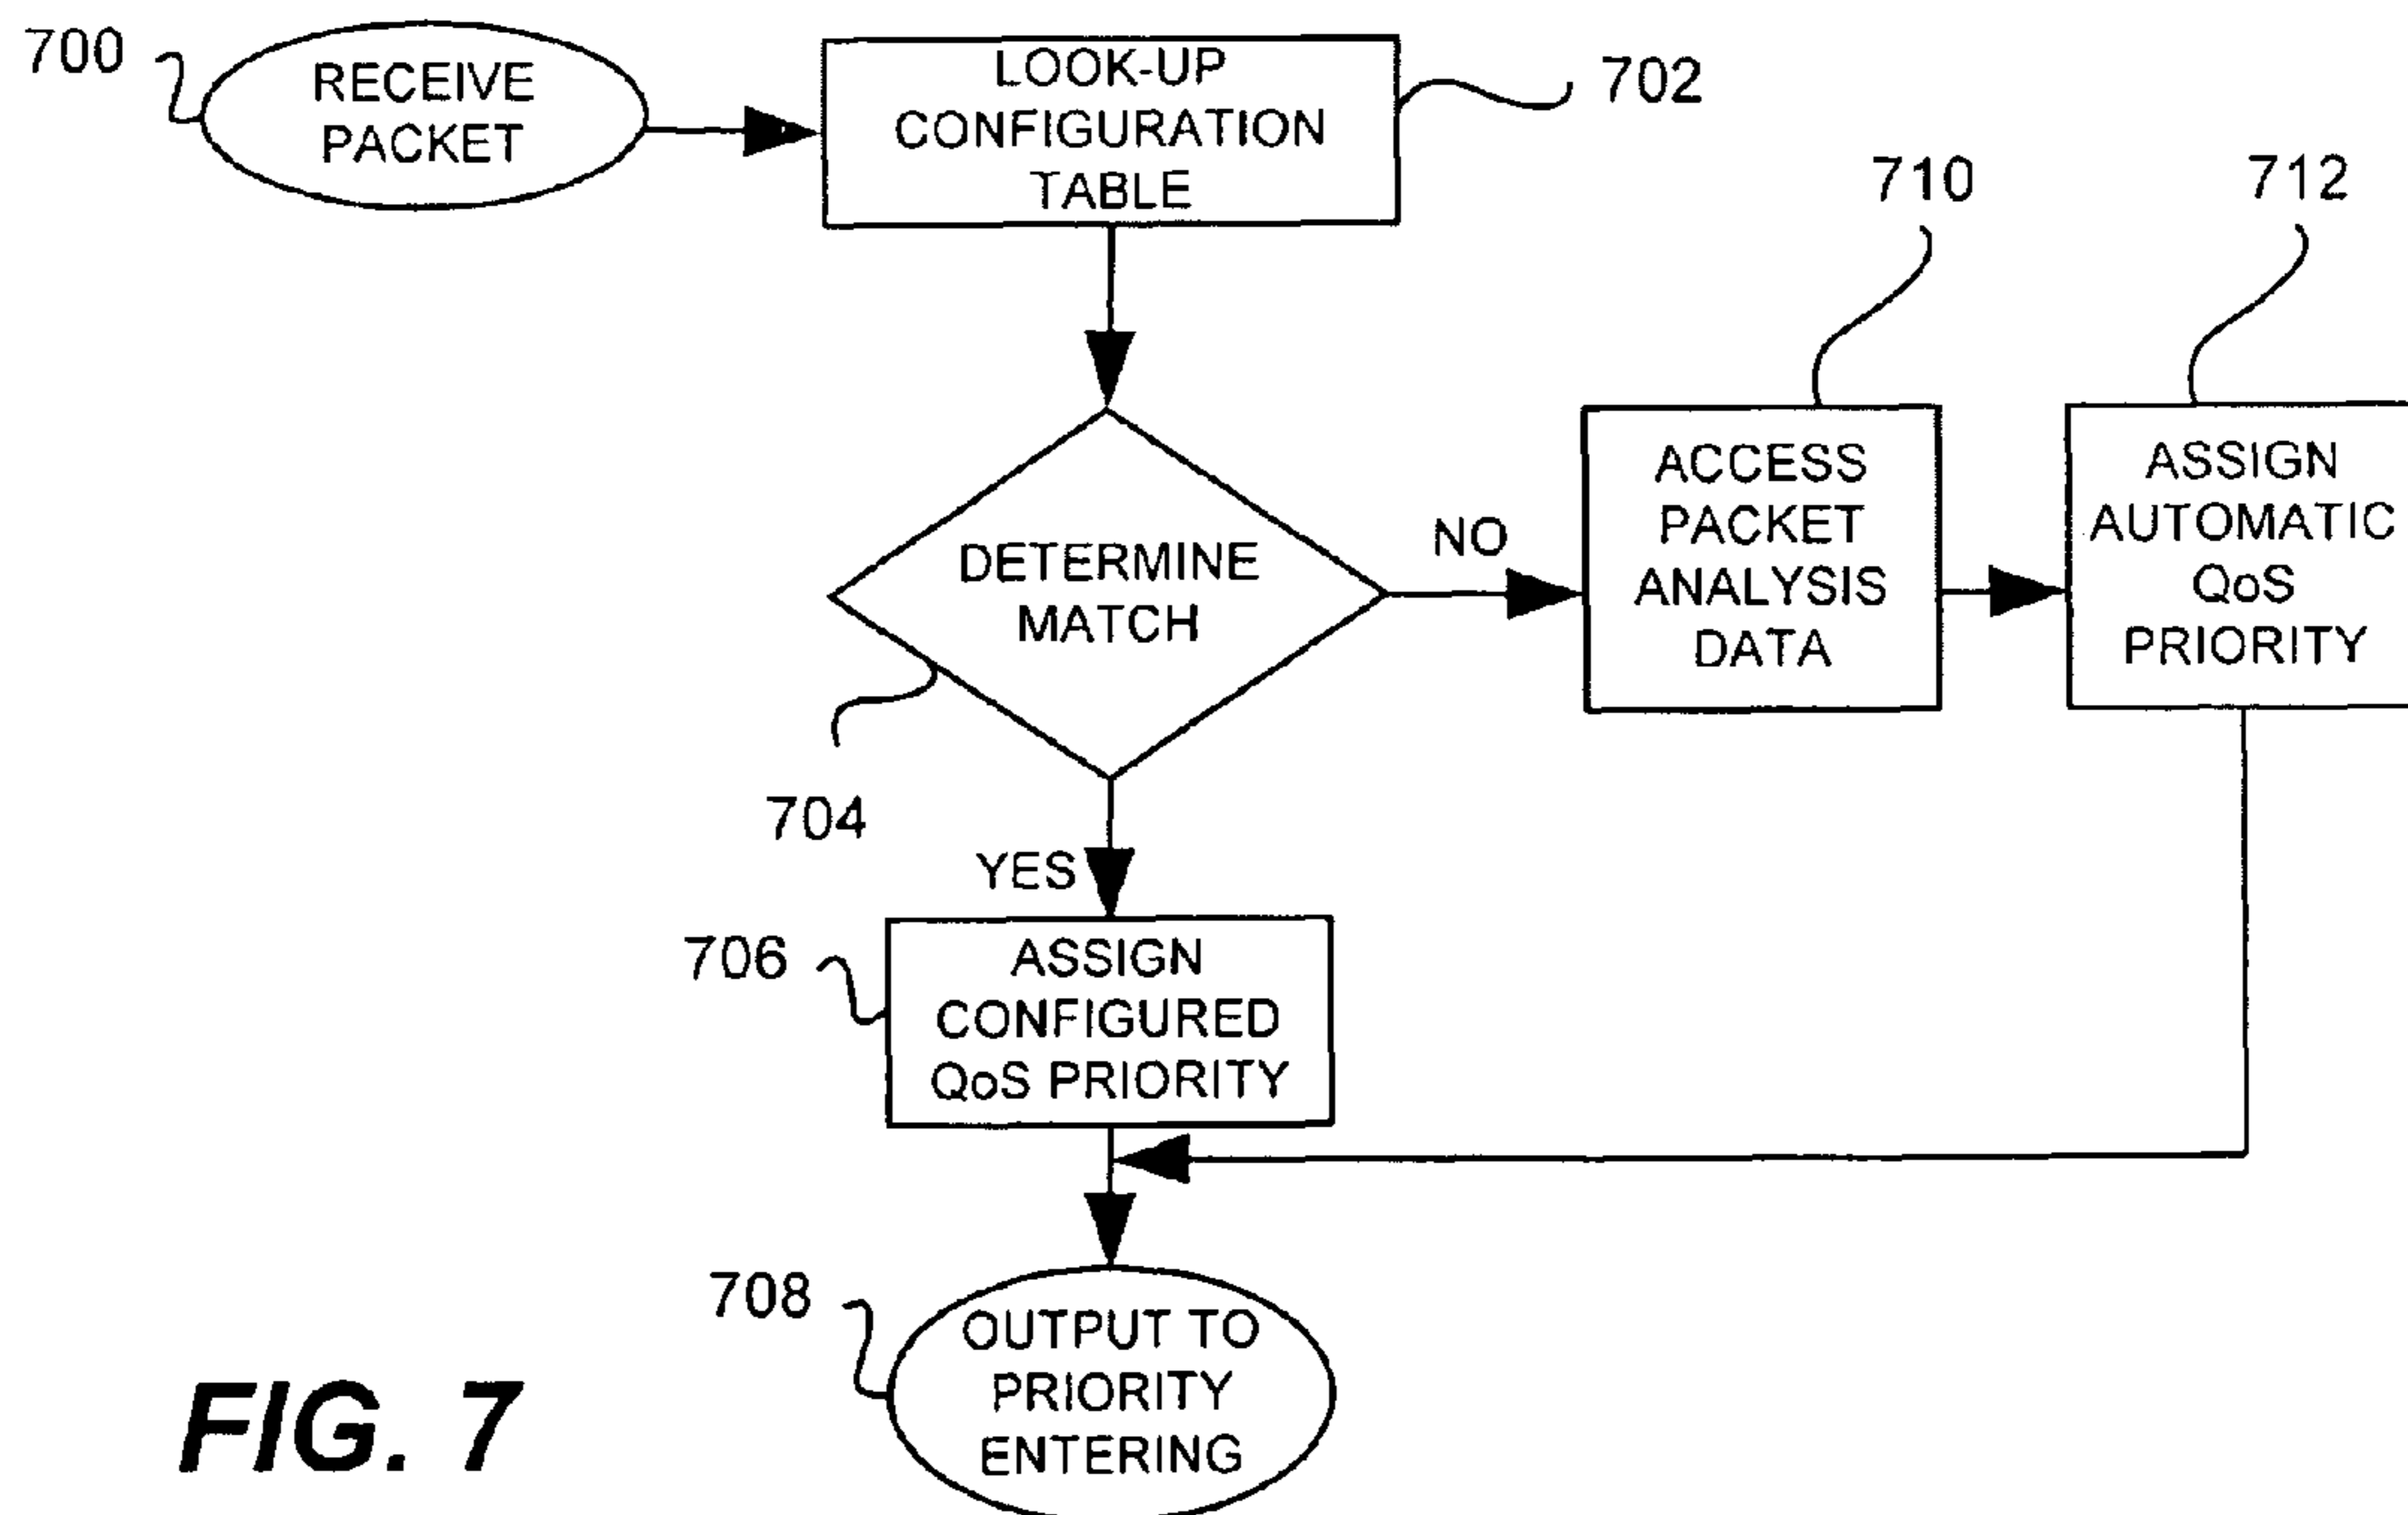 700
RECEIVE
PACKET
LOOK-UP
CONFIGURATION
TABLE
702
710
712
DETERMINE
MATCH
NO
ACCESS
PACKET
ANALYSIS
DATA
ASSIGN
AUTOMATIC
QoS
PRIORITY
704
YES
706
ASSIGN
CONFIGURED
QoS PRIORITY
708
OUTPUT TO
PRIORITY
ENTERING
FIG. 7